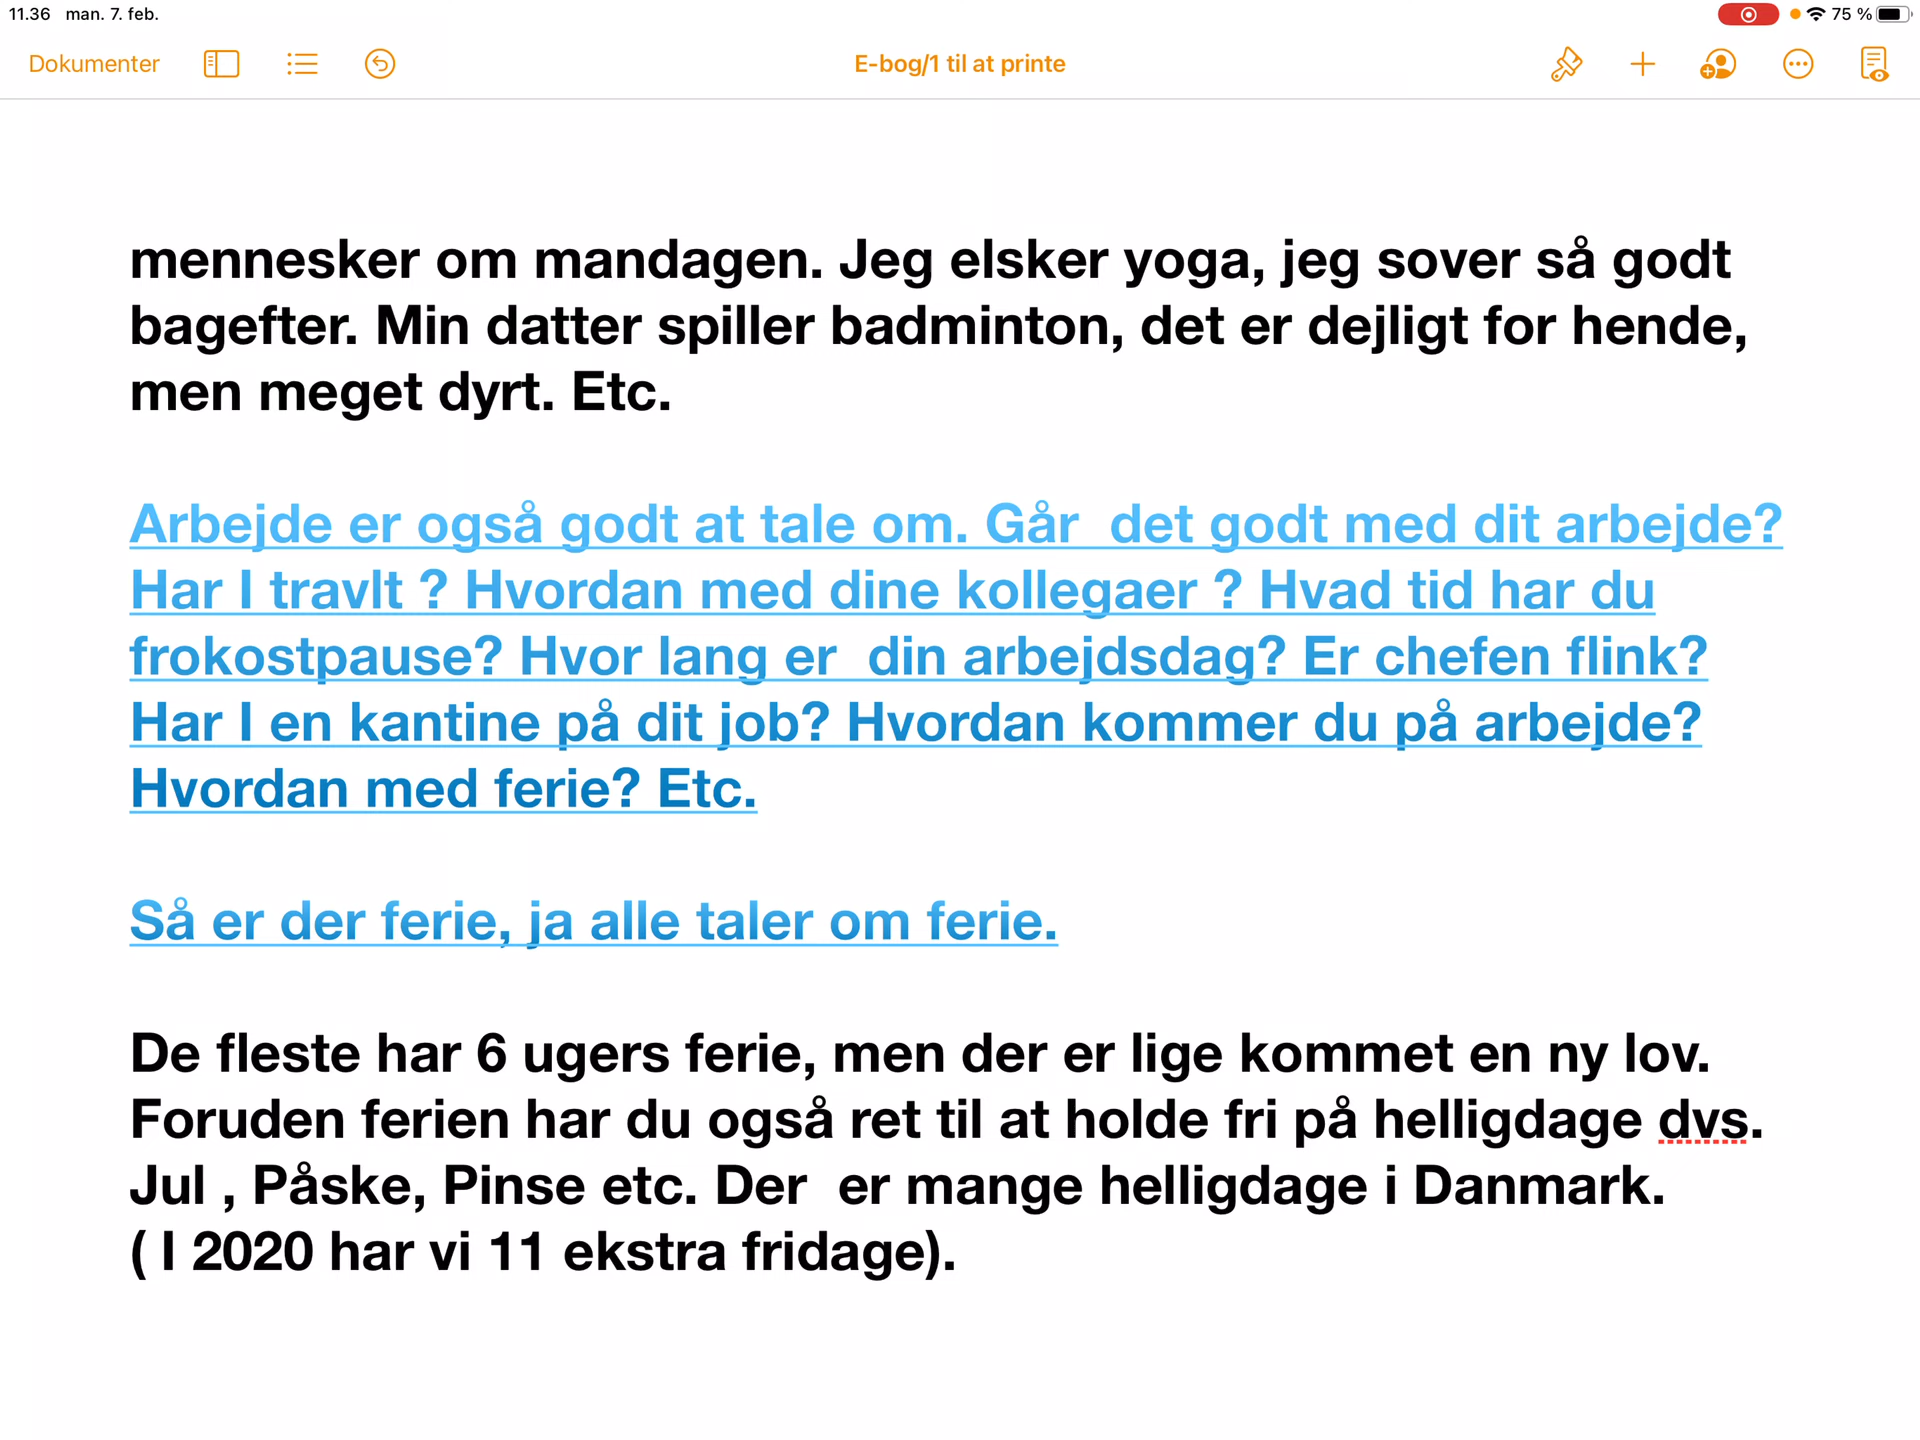 11.36 man. 7. feb.
75 %
Dokumenter
E-bog/1 til at printe
mennesker om mandagen. Jeg elsker yoga, jeg sover så godt
bagefter. Min datter spiller badminton, det er dejligt for hende,
men meget dyrt. Etc.
Arbejde er også godt at tale om. Går  det godt med dit arbejde?
Har I travlt ? Hvordan med dine kollegaer ? Hvad tid har du
frokostpause? Hvor lang er  din arbejdsdag? Er chefen flink?
Har I en kantine på dit job? Hvordan kommer du på arbejde?
Hvordan med ferie? Etc.
Så er der ferie, ja alle taler om ferie.
De fleste har 6 ugers ferie, men der er lige kommet en ny lov.
Foruden ferien har du også ret til at holde fri på helligdage dvs.
Jul , Påske, Pinse etc. Der  er mange helligdage i Danmark.
( I 2020 har vi 11 ekstra fridage).